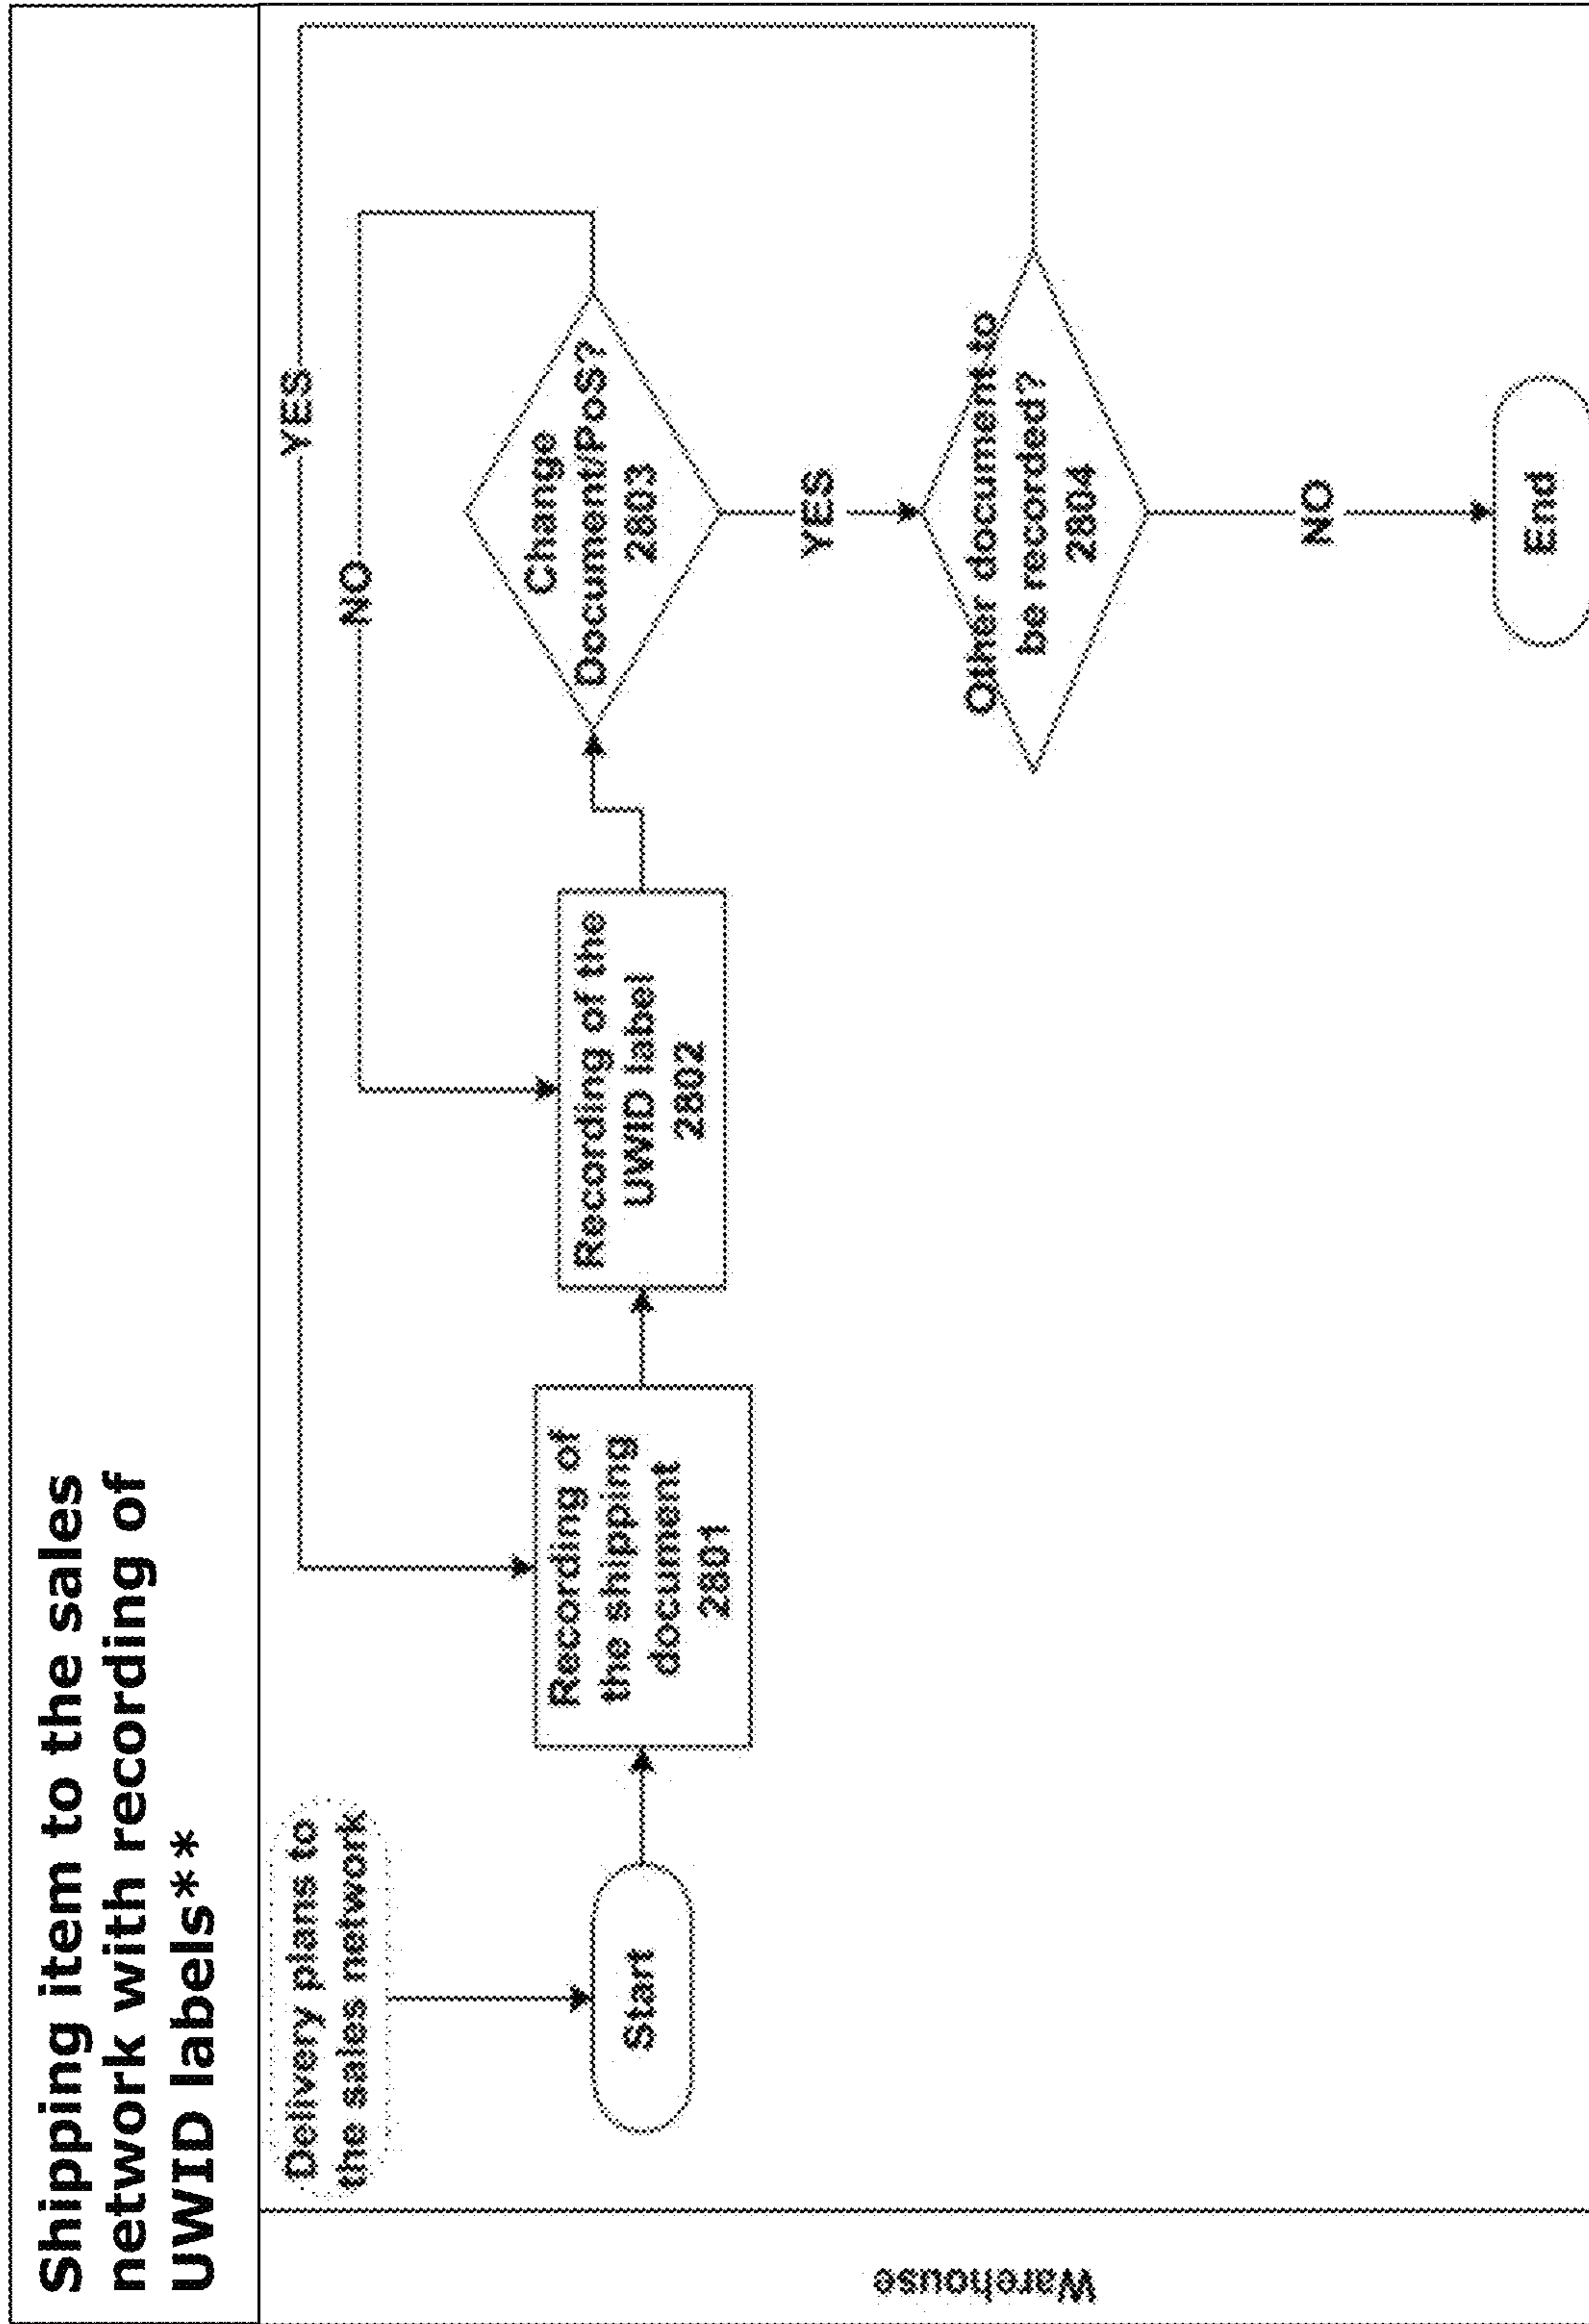 Shipping item to the sales
network with recording of
UWID labels**
Warehouse
Delivery plans to
the sales network
Start
Recording of
the shipping
document
2801
Recording of the
UWID label
2802
Change
Document/PoS?
2803
YES
NO
YES
Other document to
be recorded?
2804
NO
End